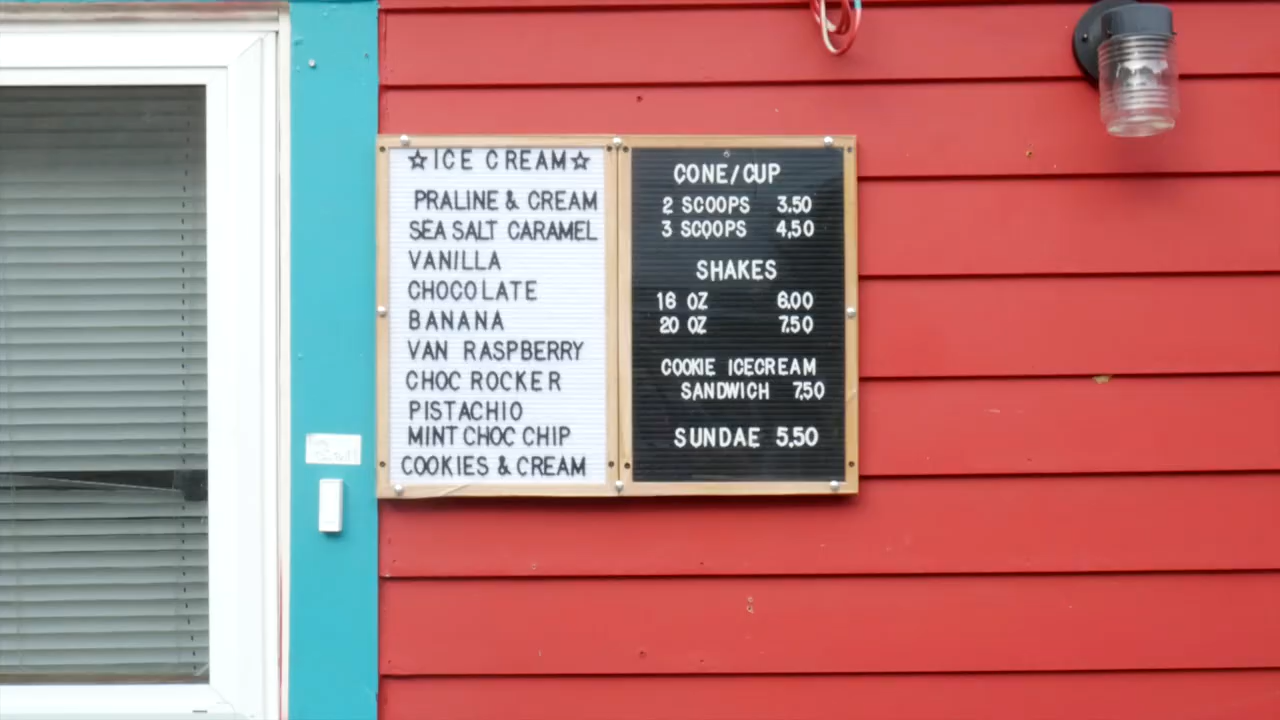 ☆ICE CREAM☆
PRALINE & CREAM
SEA SALT CARAMEL
VANILLA
CHOCOLATE
BANANA
VAN RASPBERRY
CHOC ROCKER
PISTACHIO
MINT CHOC CHIP
COOKIES & CREAM
CONE/CUP
2 SCOOPS 3.50
3 SCOOPS 4,50
SHAKES
16 OZ 6.00
20 OZ 7.50
COOKIE ICECREAM
SANDWICH 7,50
SUNDAE 5,50